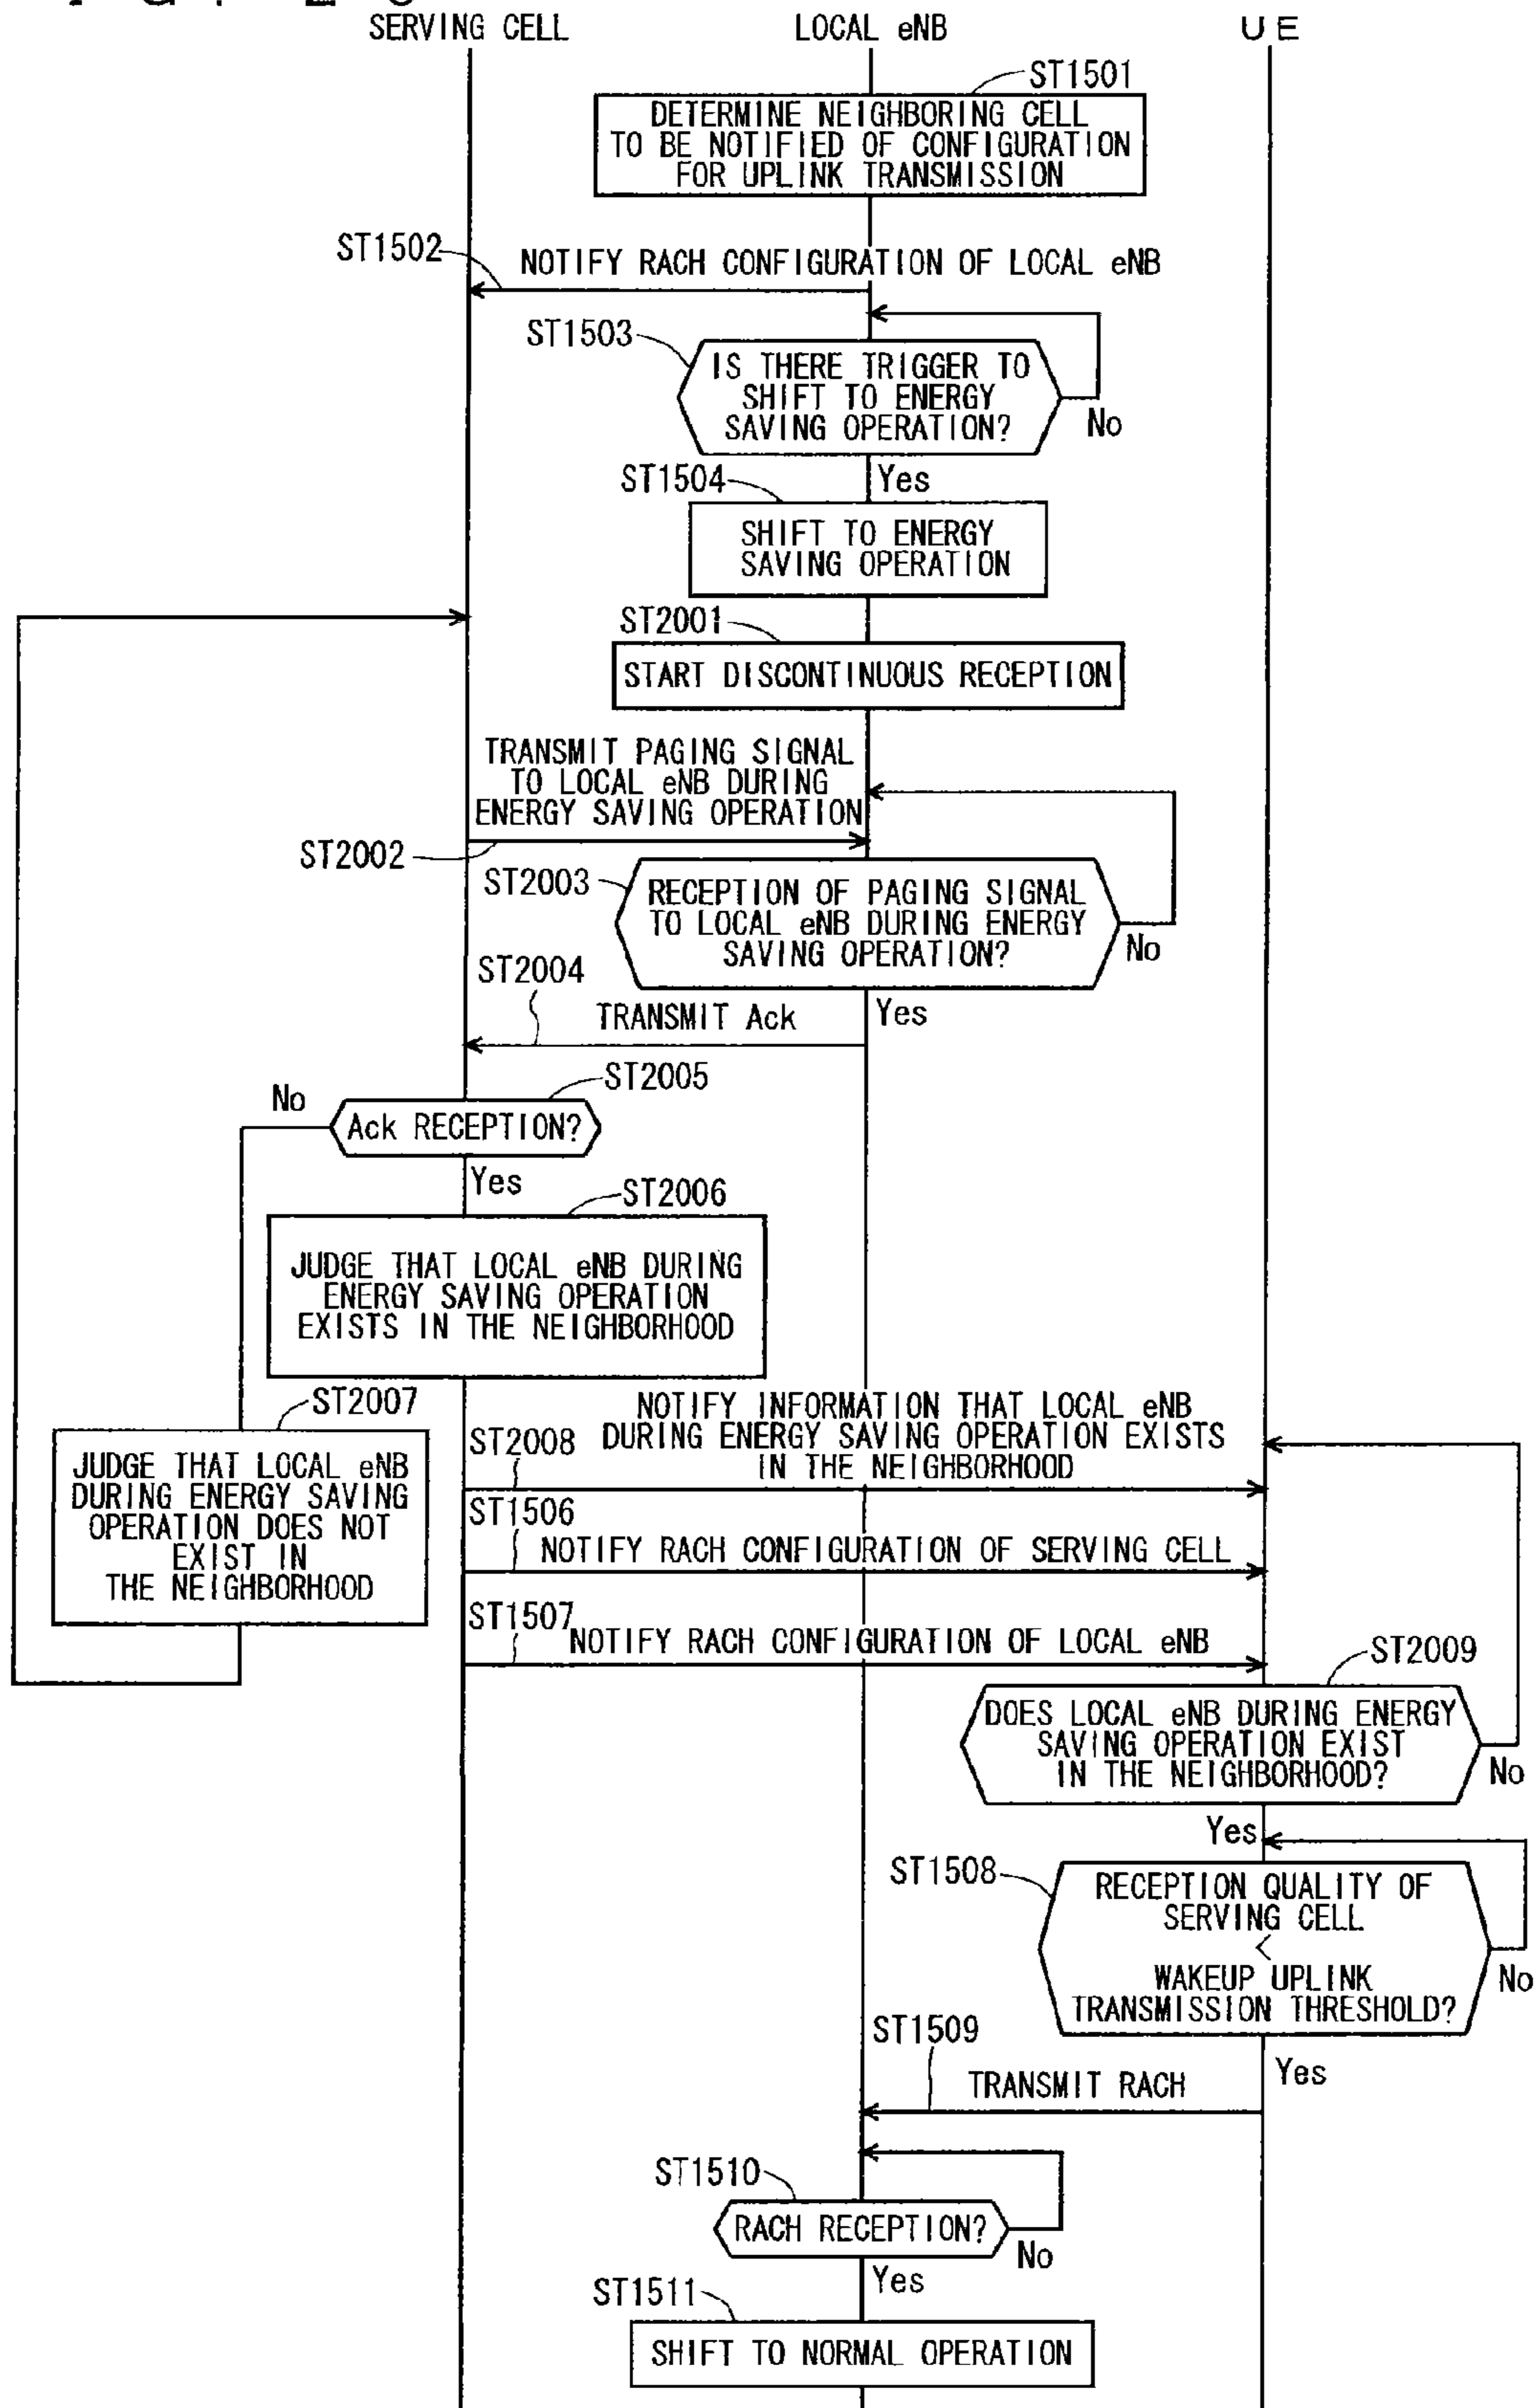 SERVING CELL
LOCAL eNB
UE
ST1501
DETERMINE NEIGHBORING CELL
TO BE NOTIFIED OF CONFIGURATION
FOR UPLINK TRANSMISSION
ST1502
NOTIFY RACH CONFIGURATION OF LOCAL eNB
ST1503
IS THERE TRIGGER TO
SHIFT TO ENERGY
SAVING OPERATION?
No
Yes
ST1504
SHIFT TO ENERGY
SAVING OPERATION
ST2001
START DISCONTINUOUS RECEPTION
TRANSMIT PAGING SIGNAL
TO LOCAL eNB DURING
ENERGY SAVING OPERATION
ST2002
ST2003
RECEPTION OF PAGING SIGNAL
TO LOCAL eNB DURING ENERGY
SAVING OPERATION?
No
Yes
ST2004
TRANSMIT Ack
ST2005
No
Ack RECEPTION?
Yes
ST2006
JUDGE THAT LOCAL eNB DURING
ENERGY SAVING OPERATION
EXISTS IN THE NEIGHBORHOOD
ST2007
JUDGE THAT LOCAL eNB
DURING ENERGY SAVING
OPERATION DOES NOT
EXIST IN
THE NEIGHBORHOOD
ST2008
NOTIFY INFORMATION THAT LOCAL eNB
DURING ENERGY SAVING OPERATION EXISTS
IN THE NEIGHBORHOOD
ST1506
NOTIFY RACH CONFIGURATION OF SERVING CELL
ST1507
NOTIFY RACH CONFIGURATION OF LOCAL eNB
ST2009
DOES LOCAL eNB DURING ENERGY
SAVING OPERATION EXIST
IN THE NEIGHBORHOOD?
No
Yes
ST1508
RECEPTION QUALITY OF
SERVING CELL
<
WAKEUP UPLINK
TRANSMISSION THRESHOLD?
No
Yes
ST1509
TRANSMIT RACH
ST1510
RACH RECEPTION?
No
Yes
ST1511
SHIFT TO NORMAL OPERATION